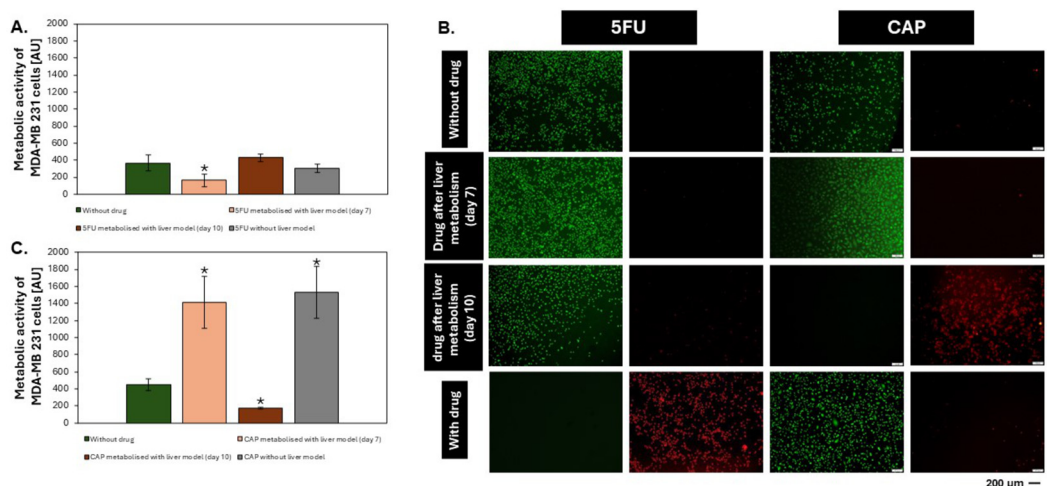 A.
Metabolic activity of
MDA-MB 231 cells [AU]
2000
1800
1600
1400
1200
1000
800
600
400
200
0
*
Without drug
5FU metabolised with liver model (day 7)
5FU metabolised with liver model (day 10)
5FU without liver model
C.
Metabolic activity of
MDA-MB 231 cells [AU]
2000
1800
1600
1400
1200
1000
800
600
400
200
0
*
*
*
Without drug
CAP metabolised with liver model (day 7)
CAP metabolised with liver model (day 10)
CAP without liver model
B.
5FU
CAP
Without drug
Drug after liver
metabolism
(day 7)
drug after liver
metabolism
(day 10)
With drug
200 µm